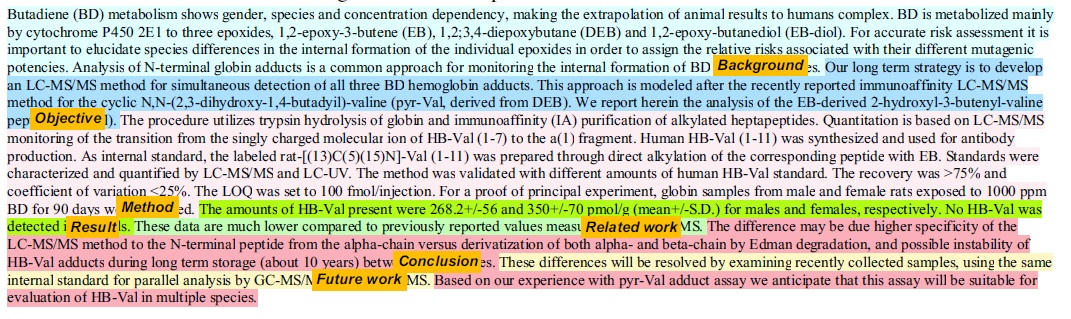 Butadiene (BD) metabolism shows gender, species and concentration dependency, making the extrapolation of animal results to humans complex. BD is metabolized mainly
by cytochrome P450 2E1 to three epoxides, 1,2-epoxy-3-butene (EB), 1,2;3,4-diepoxybutane (DEB) and 1,2-epoxy-butanediol (EB-diol). For accurate risk assessment it is
important to elucidate species differences in the internal formation of the individual epoxides in order to assign the relative risks associated with their different mutagenic
potencies. Analysis of N-terminal globin adducts is a common approach for monitoring the internal formation of BD Background es. Our long term strategy is to develop
an LC-MS/MS method for simultaneous detection of all three BD hemoglobin adducts. This approach is modeled after the recently reported immunoaffinity LC-MS/MS
method for the cyclic N,N-(2,3-dihydroxy-1,4-butadyil)-valine (pyr-Val, derived from DEB). We report herein the analysis of the EB-derived 2-hydroxyl-3-butenyl-valine
pep Objective l). The procedure utilizes trypsin hydrolysis of globin and immunoaffinity (IA) purification of alkylated heptapeptides. Quantitation is based on LC-MS/MS
monitoring of the transition from the singly charged molecular ion of HB-Val (1-7) to the a(1) fragment. Human HB-Val (1-11) was synthesized and used for antibody
production. As internal standard, the labeled rat-[(13)C(5)(15)N]-Val (1-11) was prepared through direct alkylation of the corresponding peptide with EB. Standards were
characterized and quantified by LC-MS/MS and LC-UV. The method was validated with different amounts of human HB-Val standard. The recovery was >75% and
coefficient of variation <25%. The LOQ was set to 100 fmol/injection. For a proof of principal experiment, globin samples from male and female rats exposed to 1000 ppm
BD for 90 days w Method ed. The amounts of HB-Val present were 268.2+/-56 and 350+/-70 pmol/g (mean+/-S.D.) for males and females, respectively. No HB-Val was
detected i Result ls. These data are much lower compared to previously reported values meas Related work MS. The difference may be due higher specificity of the
LC-MS/MS method to the N-terminal peptide from the alpha-chain versus derivatization of both alpha- and beta-chain by Edman degradation, and possible instability of
HB-Val adducts during long term storage (about 10 years) betw Conclusion es. These differences will be resolved by examining recently collected samples, using the same
internal standard for parallel analysis by GC-MS/M Future work MS. Based on our experience with pyr-Val adduct assay we anticipate that this assay will be suitable for
evaluation of HB-Val in multiple species.